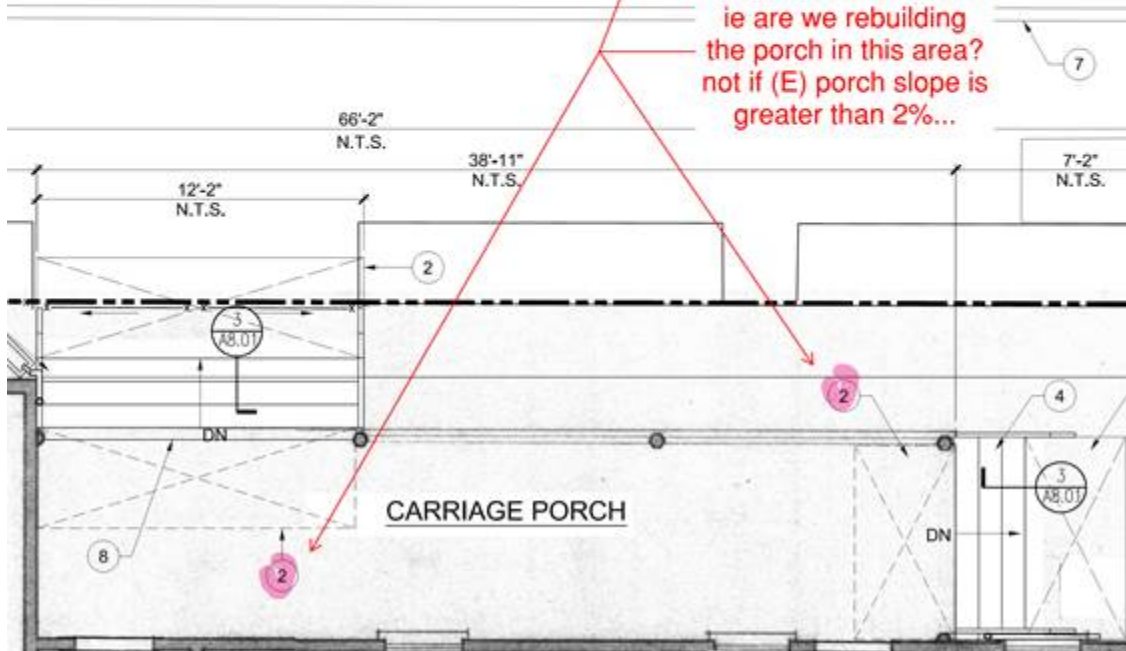 ie are we rebuilding
the porch in this area?
not if (E) porch slope is
greater than 2%...
7
66'-2"
N.T.S.
38'-11"
N.T.S.
7'-2"
N.T.S.
12'-2"
N.T.S.
2
3
A8.01
2
4
DN
3
A8.01
CARRIAGE PORCH
DN
8
2